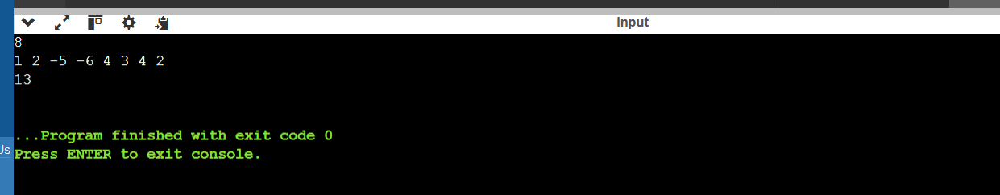 input
8
1 2 -5 -6 4 3 4 2
13
...Program finished with exit code 0
Us
Press ENTER to exit console.